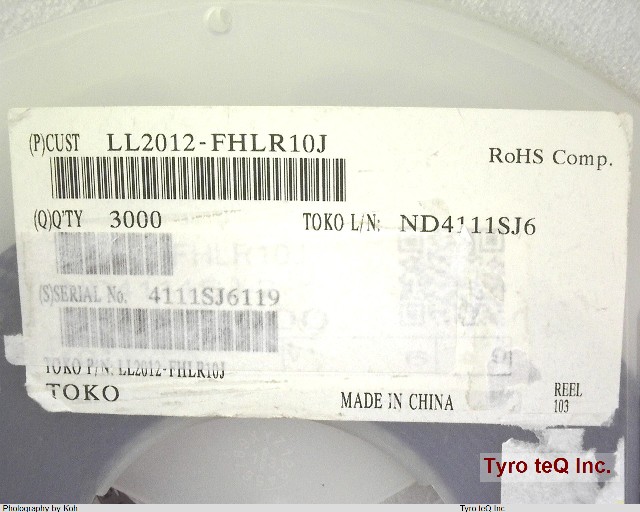 (P)CUST LL2012-FHLR10J
RoHS Comp.
(Q)Q'TY 3000 TOKO L/N: ND4111SJ6
(S)SERIAL No. 4111SJ6119
TOKO P/N. LL2012-FHLR10J
TOKO
MADE IN CHINA
REEL
103
Tyro teQ Inc.
Photography by Koh
Tyro teQ Inc